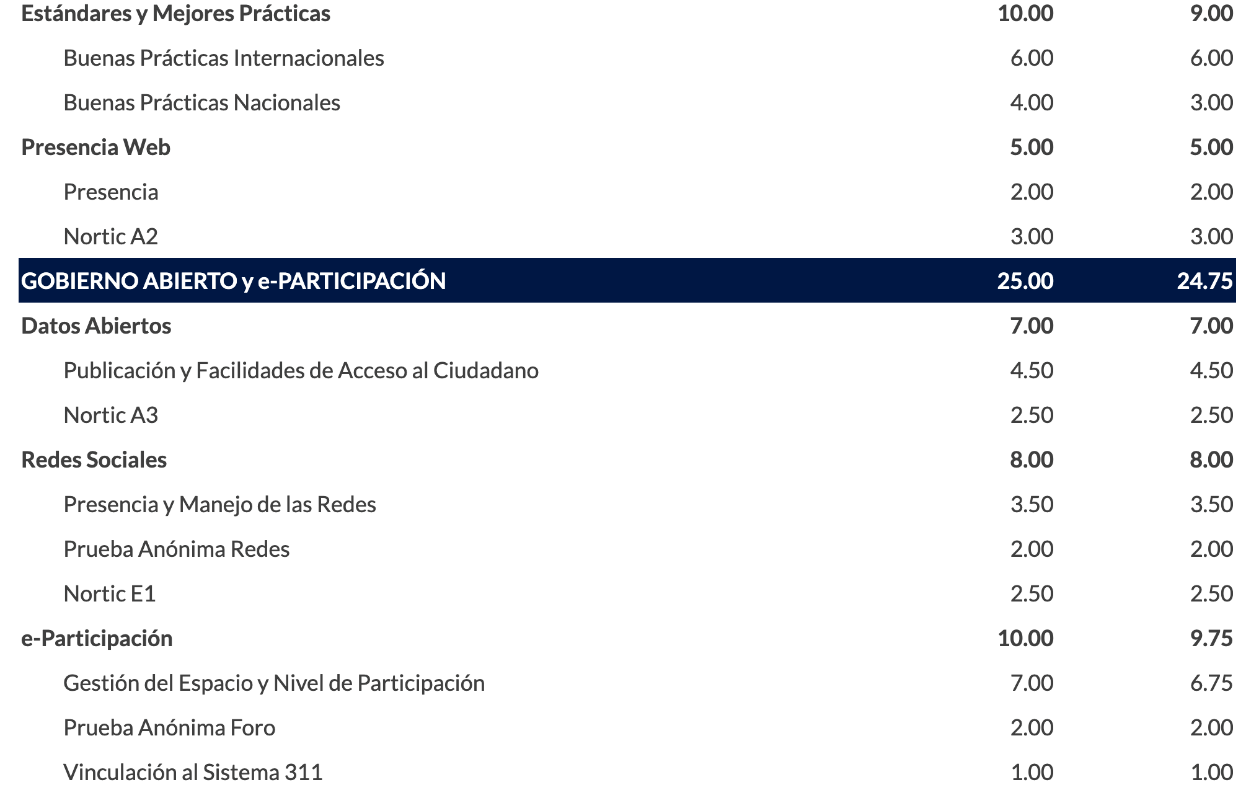 Estándares y Mejores Prácticas 10.00 9.00
Buenas Prácticas Internacionales 6.00 6.00
Buenas Prácticas Nacionales 4.00 3.00
Presencia Web 5.00 5.00
Presencia 2.00 2.00
Nortic A2 3.00 3.00
GOBIERNO ABIERTO y e-PARTICIPACIÓN 25.00 24.75
Datos Abiertos 7.00 7.00
Publicación y Facilidades de Acceso al Ciudadano 4.50 4.50
Nortic A3 2.50 2.50
Redes Sociales 8.00 8.00
Presencia y Manejo de las Redes 3.50 3.50
Prueba Anónima Redes 2.00 2.00
Nortic E1 2.50 2.50
e-Participación 10.00 9.75
Gestión del Espacio y Nivel de Participación 7.00 6.75
Prueba Anónima Foro 2.00 2.00
Vinculación al Sistema 311 1.00 1.00